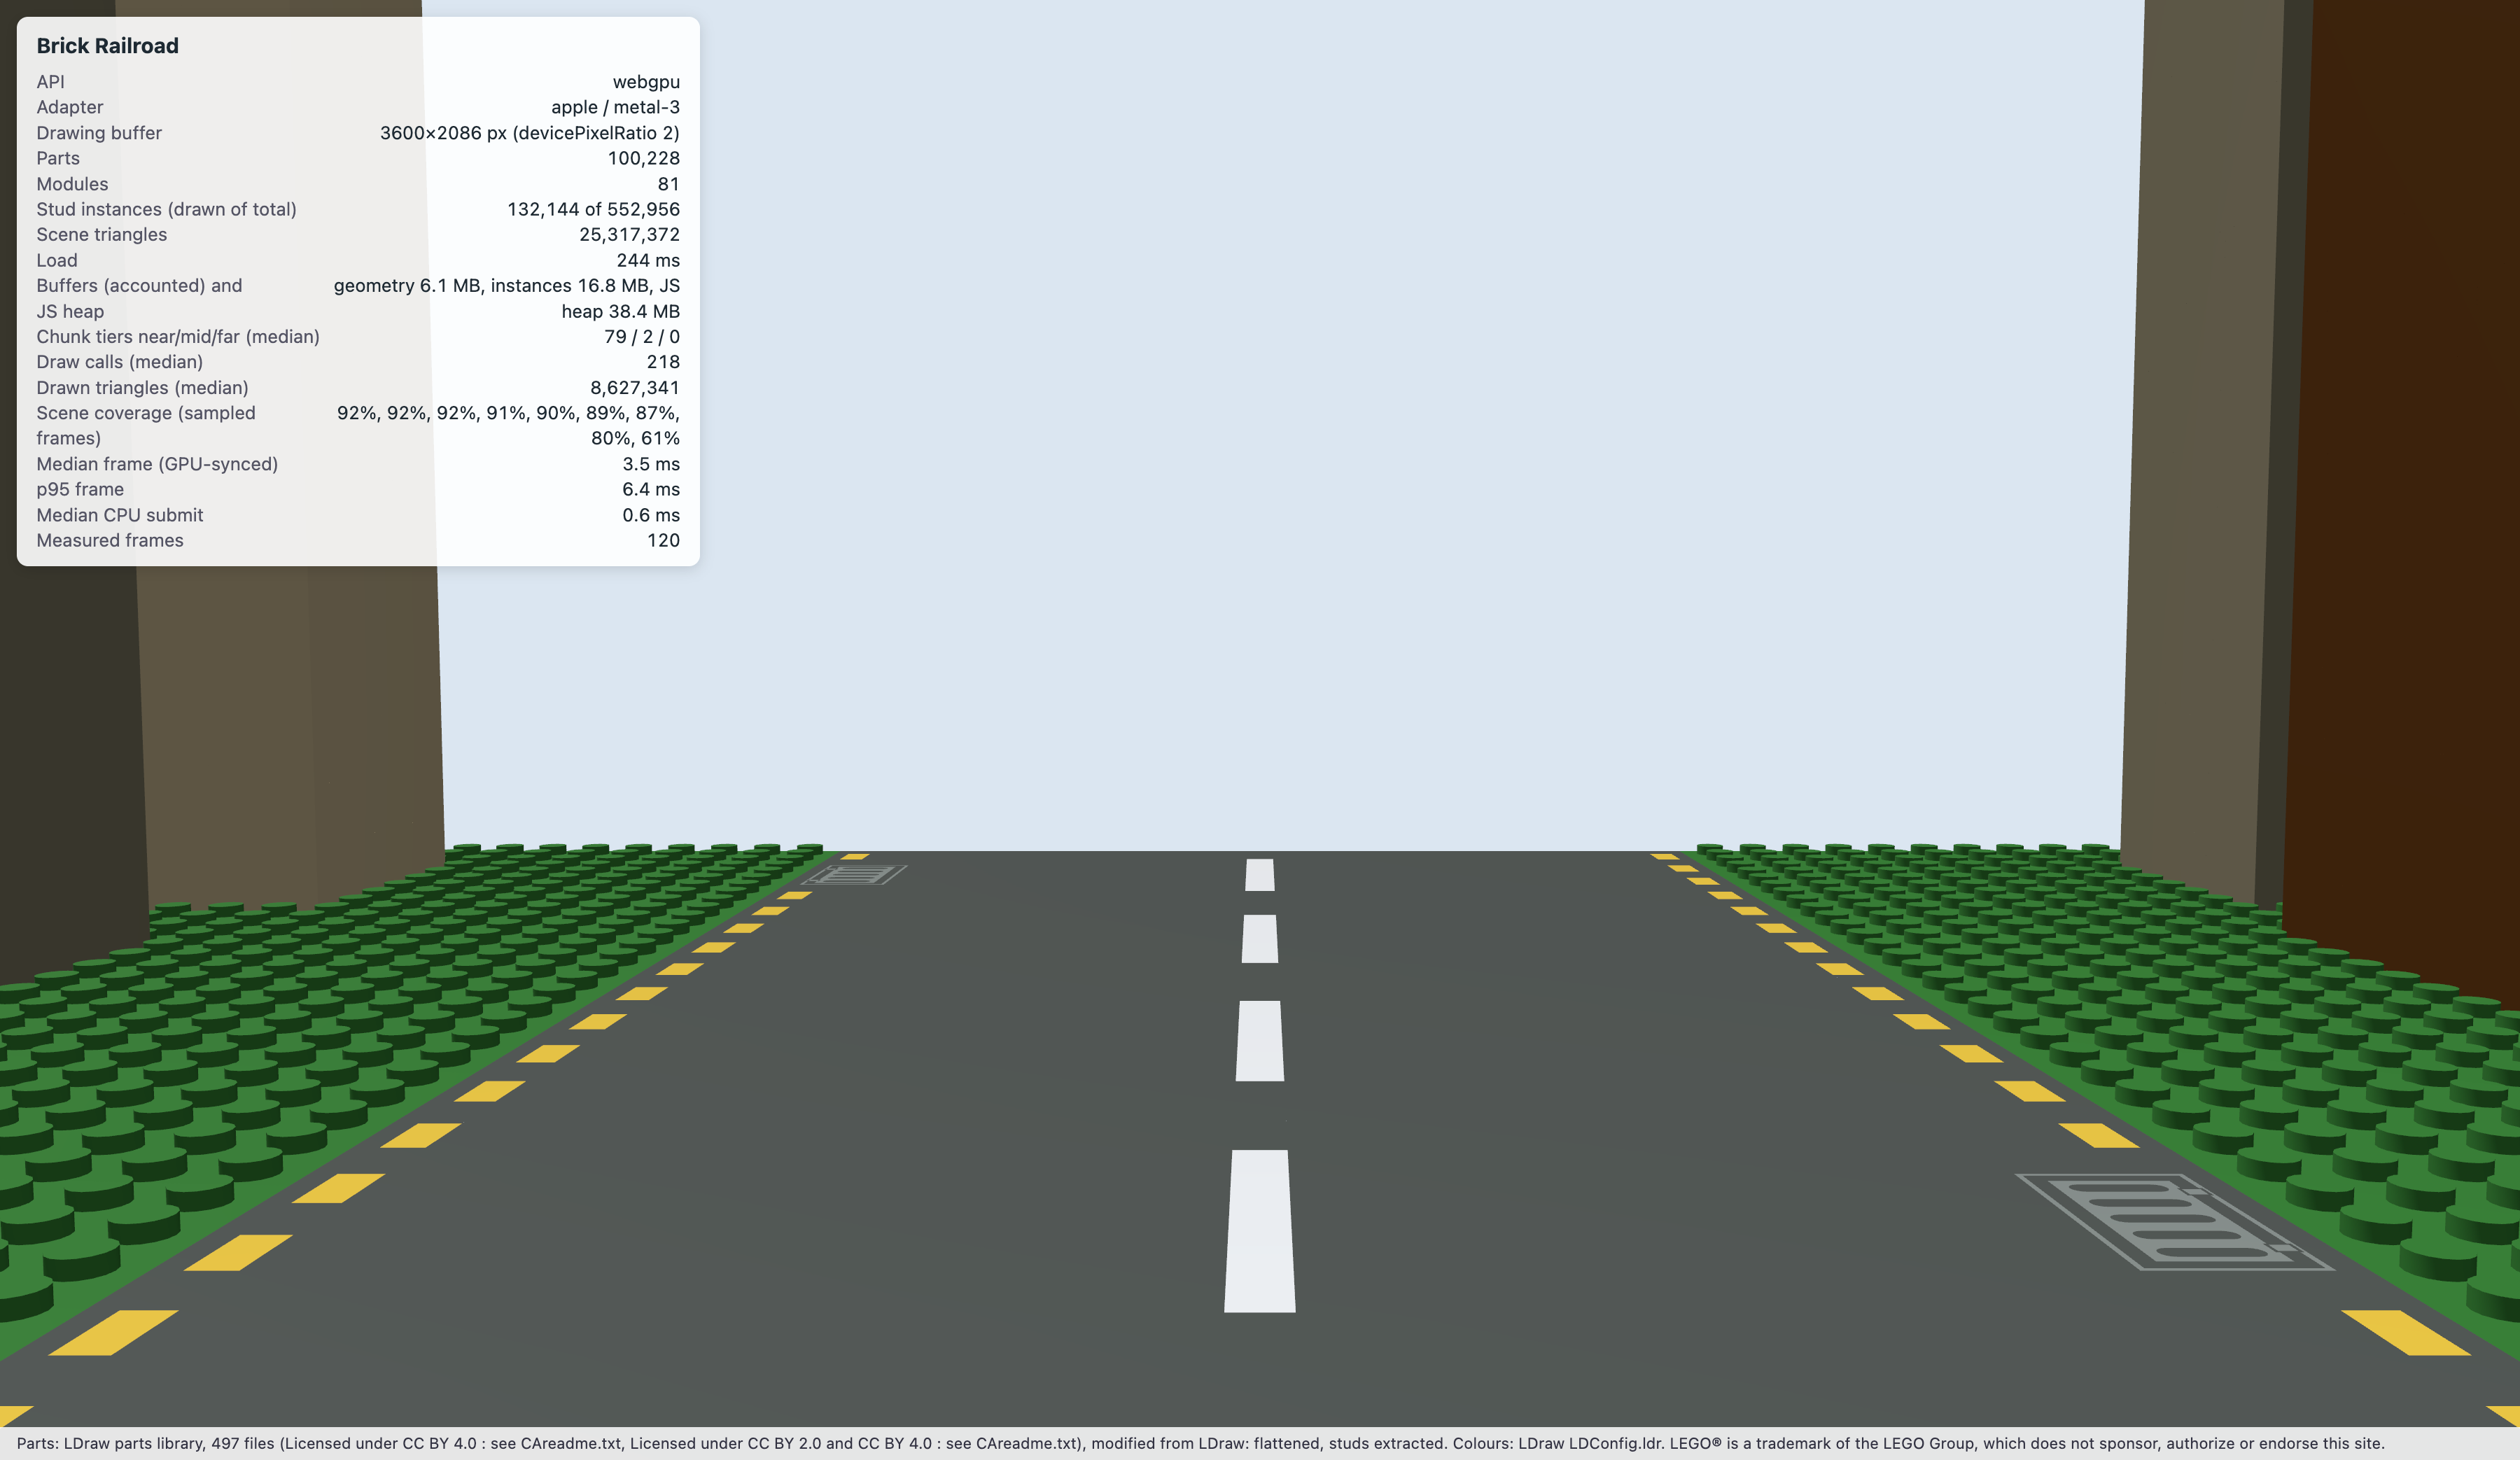 Brick Railroad
API webgpu
Adapter apple / metal-3
Drawing buffer 3600×2086 px (devicePixelRatio 2)
Parts 100,228
Modules 81
Stud instances (drawn of total) 132,144 of 552,956
Scene triangles 25,317,372
Load 244 ms
Buffers (accounted) and geometry 6.1 MB, instances 16.8 MB, JS
JS heap heap 38.4 MB
Chunk tiers near/mid/far (median) 79 / 2 / 0
Draw calls (median) 218
Drawn triangles (median) 8,627,341
Scene coverage (sampled 92%, 92%, 92%, 91%, 90%, 89%, 87%,
frames) 80%, 61%
Median frame (GPU-synced) 3.5 ms
p95 frame 6.4 ms
Median CPU submit 0.6 ms
Measured frames 120
Parts: LDraw parts library, 497 files (Licensed under CC BY 4.0 : see CAreadme.txt, Licensed under CC BY 2.0 and CC BY 4.0 : see CAreadme.txt), modified from LDraw: flattened, studs extracted. Colours: LDraw LDConfig.ldr. LEGO® is a trademark of the LEGO Group, which does not sponsor, authorize or endorse this site.